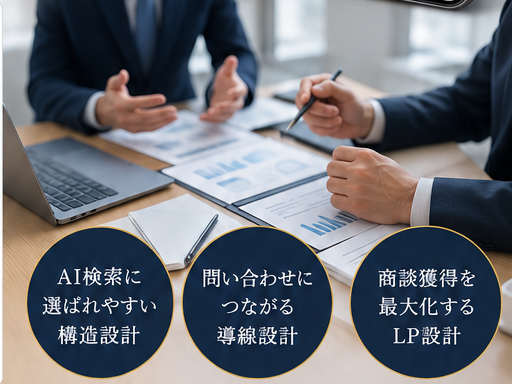 AI検索に
選ばれやすい
構造設計
問い合わせに
つながる
導線設計
商談獲得を
最大化する
LP設計